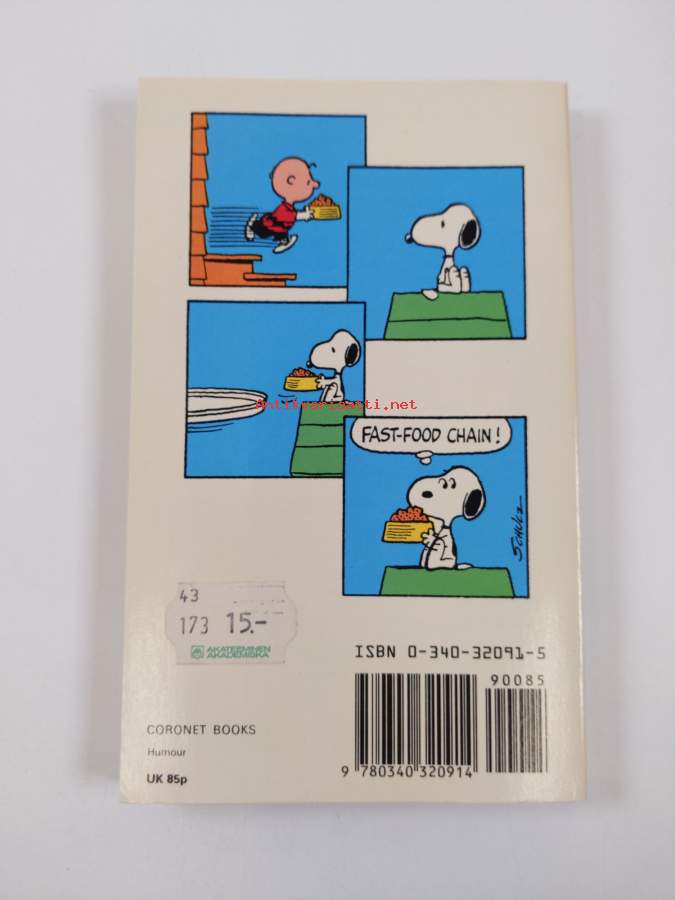 Antikvariaatti.net
FAST-FOOD CHAIN!
SCHULZ
43
173 15.-
AKATEEMINEN
AKADEMISKA
ISBN 0-340-32091-5
90085
9 780340 320914
CORONET BOOKS
Humour
UK 85p